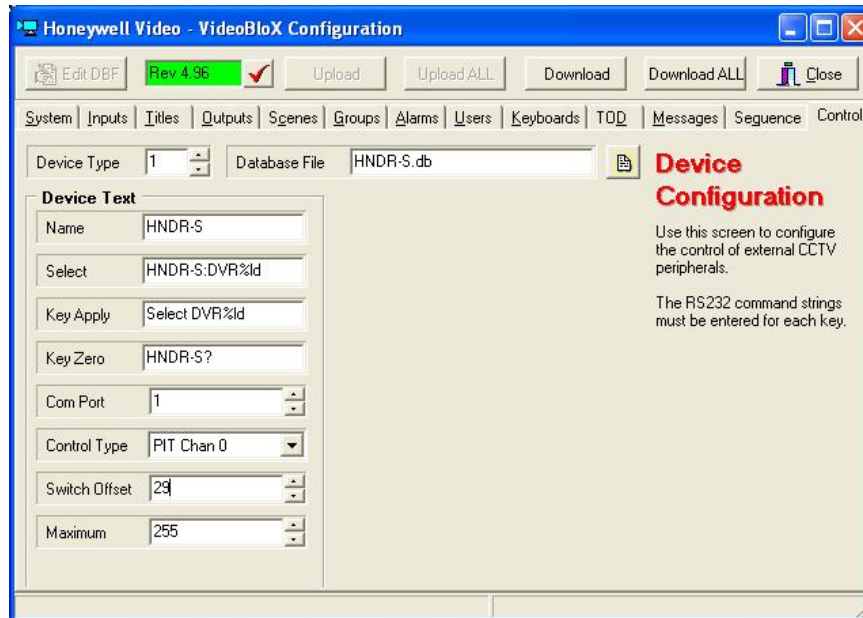 Honeywell Video - VideoBloX Configuration
Edit DBF Rev 4.96 Upload Upload ALL Download Download ALL Close
System Inputs Titles Outputs Scenes Groups Alarms Users Keyboards TOD Messages Sequence Control
Device Type 1 Database File HNDR-S.db
Device Configuration
Use this screen to configure
the control of external CCTV
peripherals.
The RS232 command strings
must be entered for each key.
Device Text
Name HNDR-S
Select HNDR-S:DVR%ld
Key Apply Select DVR%ld
Key Zero HNDR-S?
Com Port 1
Control Type PIT Chan 0
Switch Offset 29
Maximum 255